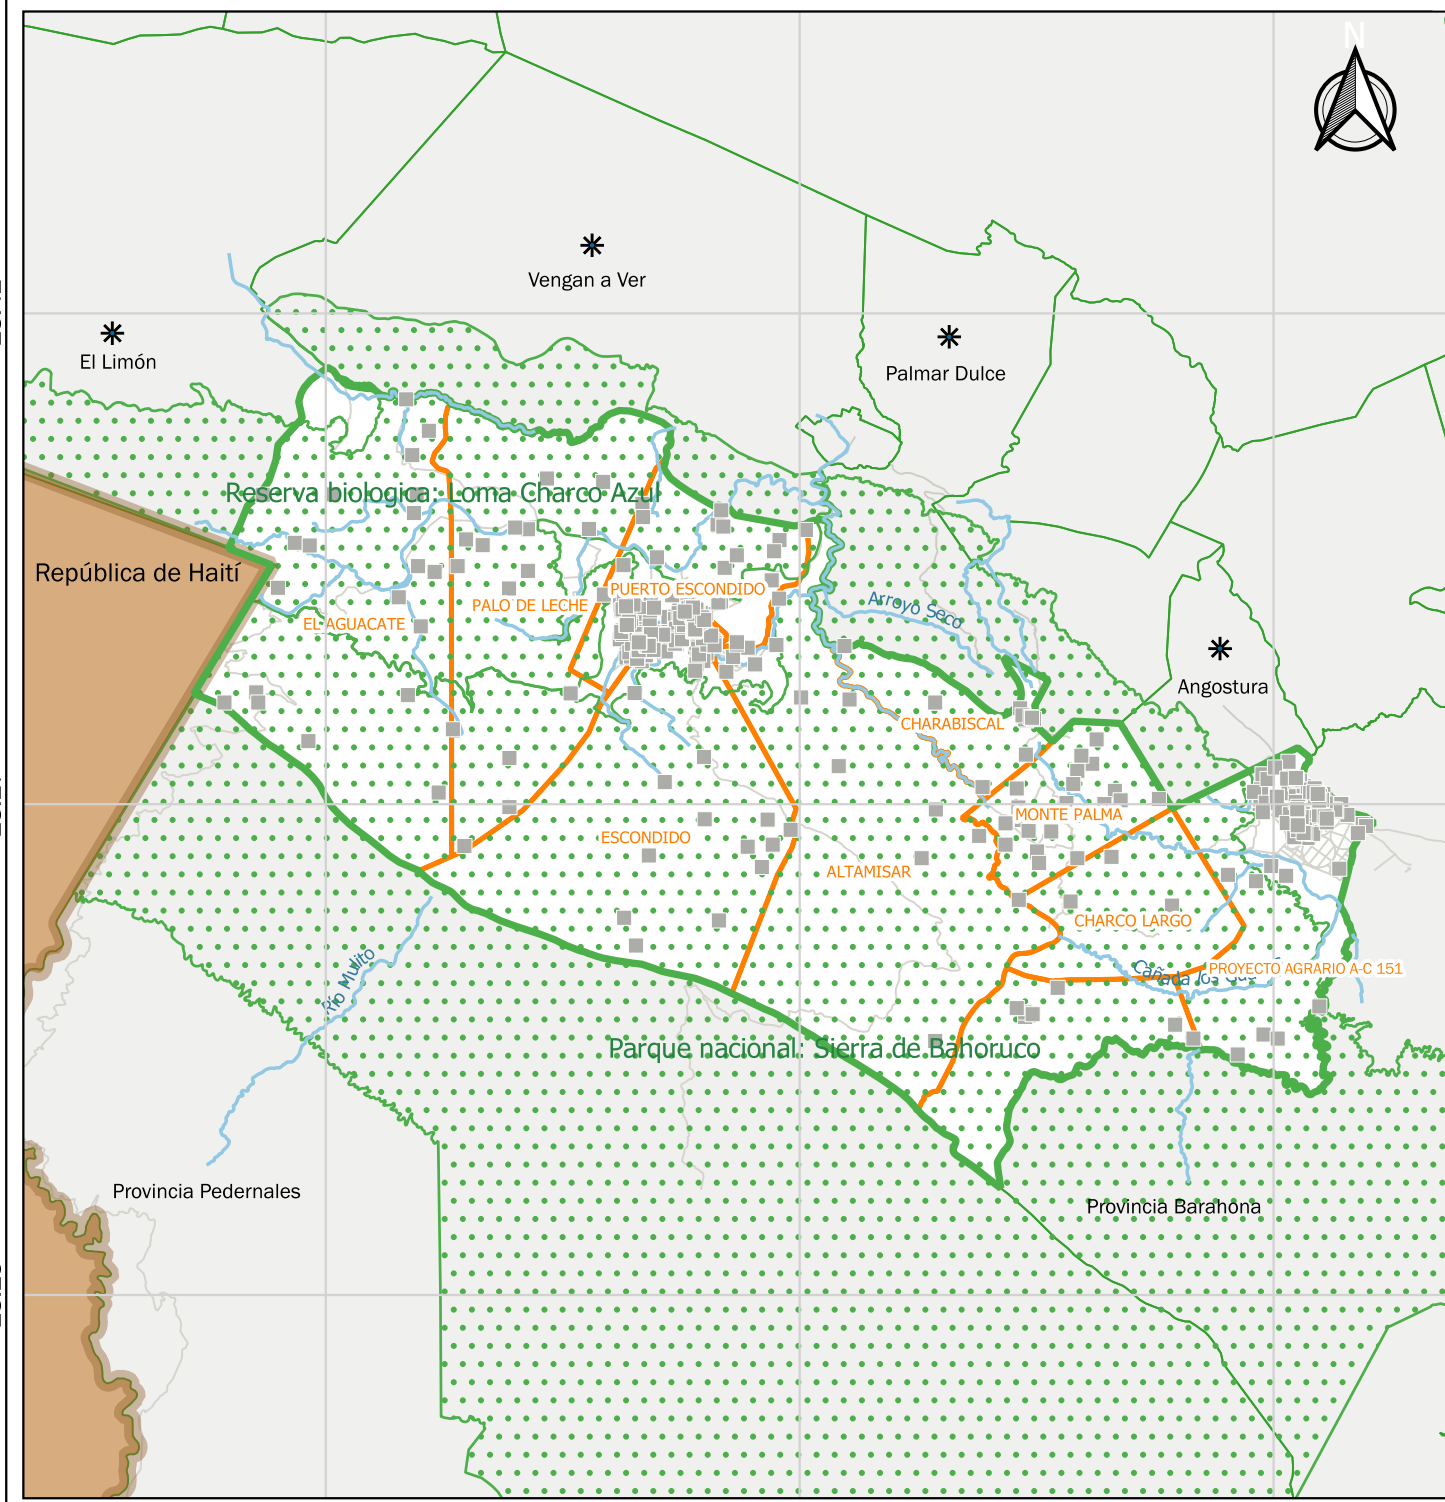 N
Vengan a Ver
El Limón
Palmar Dulce
Reserva biologica: Loma Charco Azul
República de Haití
PUERTO ESCONDIDO
PALO DE LECHE
Arroyo Seco
EL AGUACATE
Angostura
CHARABISCAL
MONTE PALMA
ESCONDIDO
ALTAMISAR
CHARCO LARGO
PROYECTO AGRARIO A-C 151
Cañada los
Río Mulito
Parque nacional: Sierra de Bahoruco
Provincia Pedernales
Provincia Barahona